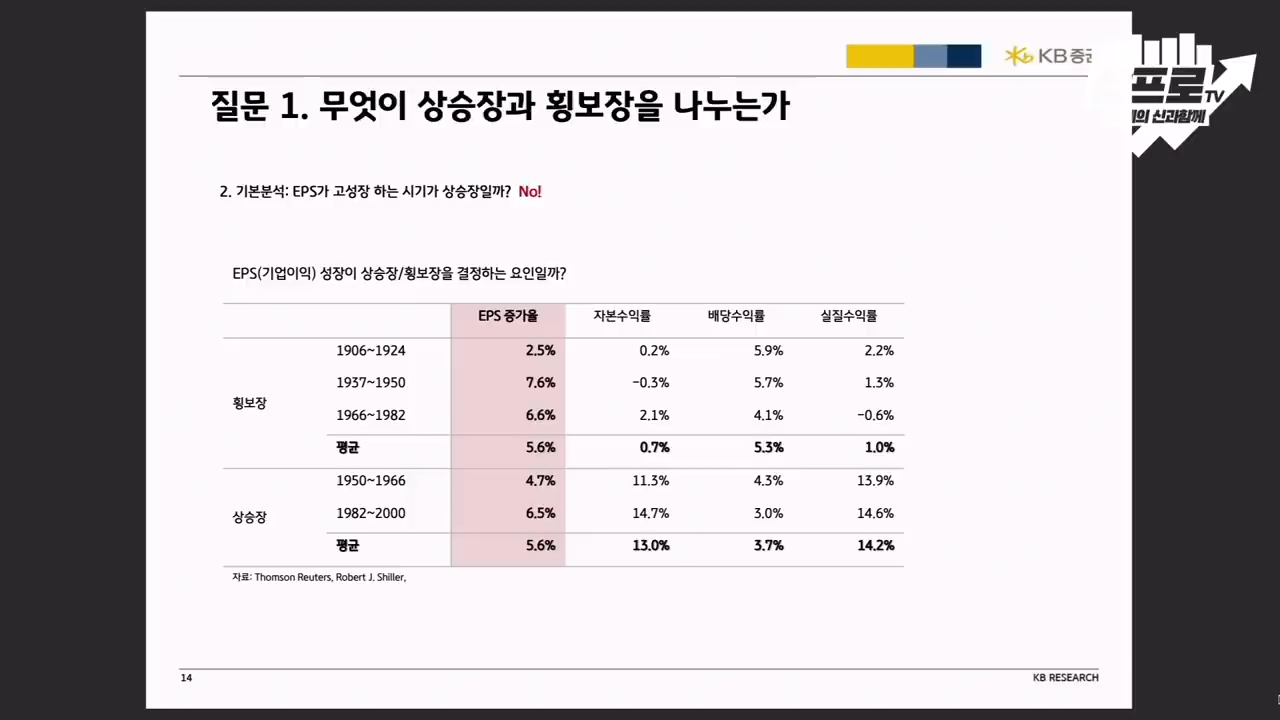 KB증권
프로TV
의 신과함께
질문 1. 무엇이 상승장과 횡보장을 나누는가
2. 기본분석: EPS가 고성장 하는 시기가 상승장일까? No!
EPS(기업이익) 성장이 상승장/횡보장을 결정하는 요인일까?
EPS 증가율 자본수익률 배당수익률 실질수익률
횡보장
1906~1924 2.5% 0.2% 5.9% 2.2%
1937~1950 7.6% -0.3% 5.7% 1.3%
1966~1982 6.6% 2.1% 4.1% -0.6%
평균 5.6% 0.7% 5.3% 1.0%
상승장
1950~1966 4.7% 11.3% 4.3% 13.9%
1982~2000 6.5% 14.7% 3.0% 14.6%
평균 5.6% 13.0% 3.7% 14.2%
자료: Thomson Reuters, Robert J. Shiller,
14 KB RESEARCH